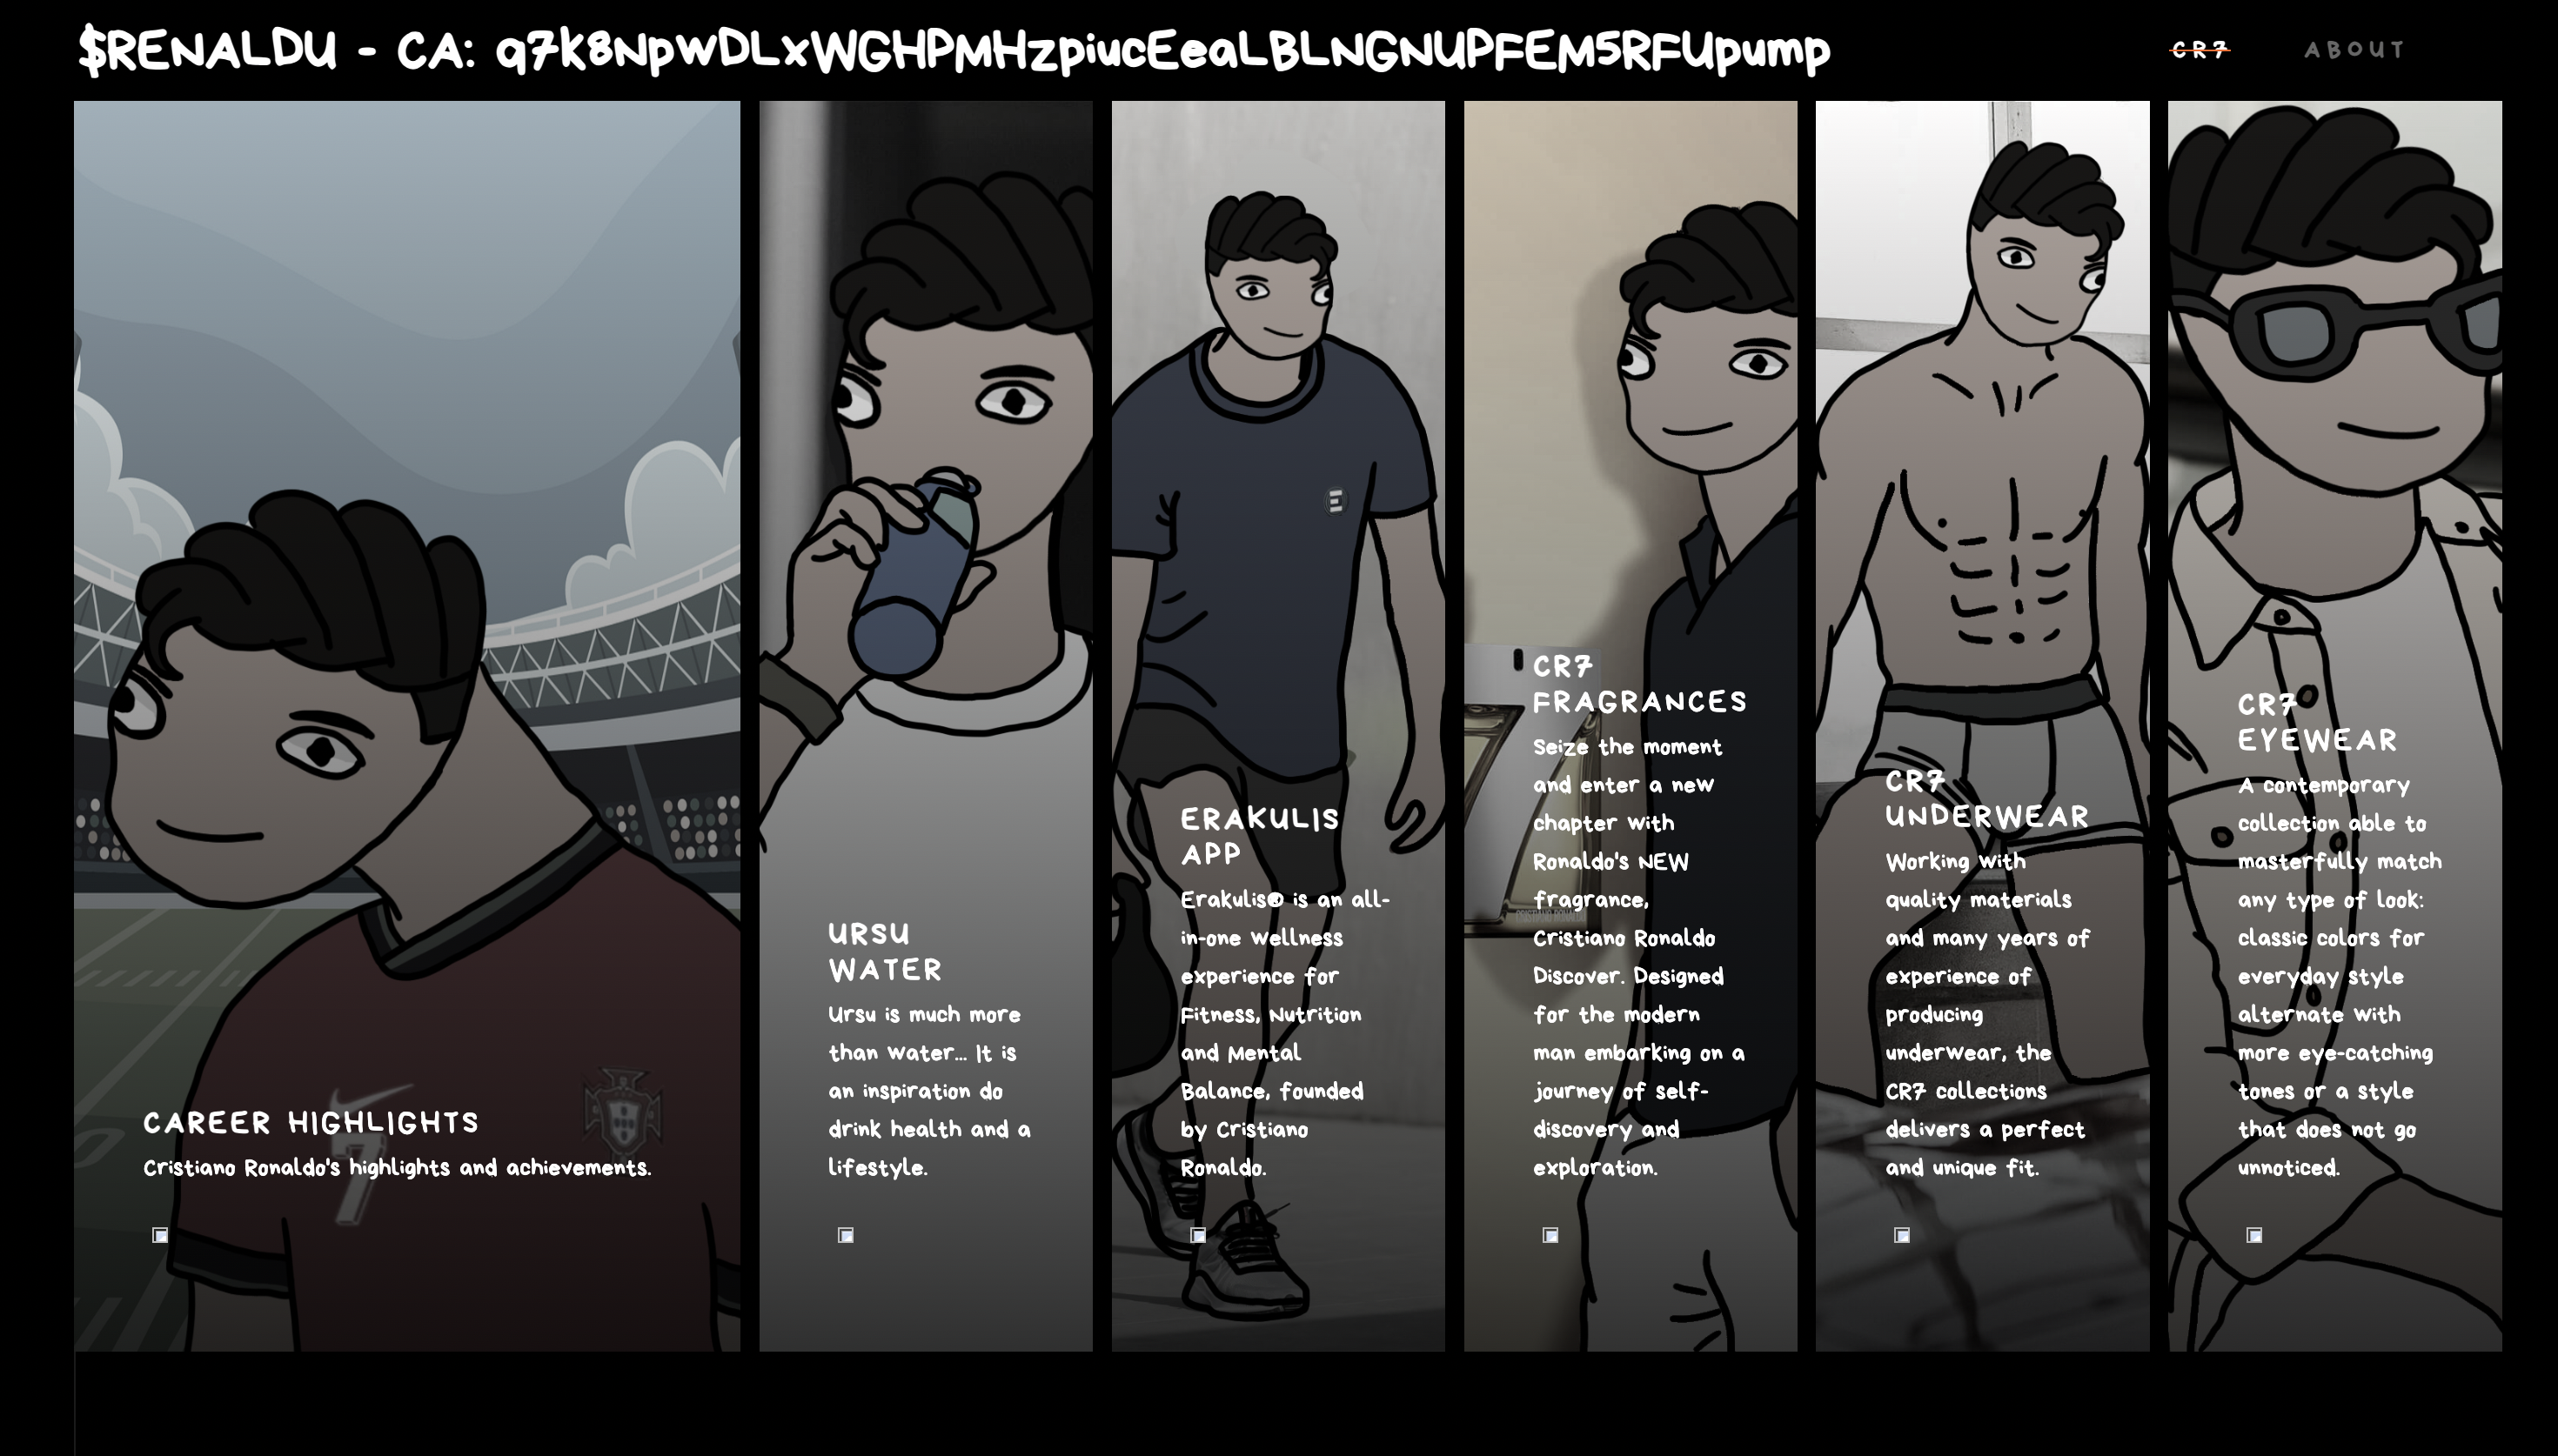 $RENALDU - CA: q7k8NpwDLxWGHPMHzpiucEeaLBLNGNUPFEM5RFUpump
CR7
ABOUT
CAREER HIGHLIGHTS
Cristiano Ronaldo's highlights and achievements.
7
URSU
WATER
Ursu is much more
than water... It is
an inspiration do
drink health and a
lifestyle.
E
ERAKULIS
APP
Erakulis® is an all-
in-one wellness
experience for
Fitness, Nutrition
and Mental
Balance, founded
by Cristiano
Ronaldo.
CR7
FRAGRANCES
Seize the moment
and enter a new
chapter with
Ronaldo's NEW
fragrance,
Cristiano Ronaldo
Discover. Designed
for the modern
man embarking on a
journey of self-
discovery and
exploration.
7
CRISTIANO RONALDO
CR7
UNDERWEAR
Working with
quality materials
and many years of
experience of
producing
underwear, the
CR7 collections
delivers a perfect
and unique fit.
CR7
EYEWEAR
A contemporary
collection able to
masterfully match
any type of look:
classic colors for
everyday style
alternate with
more eye-catching
tones or a style
that does not go
unnoticed.